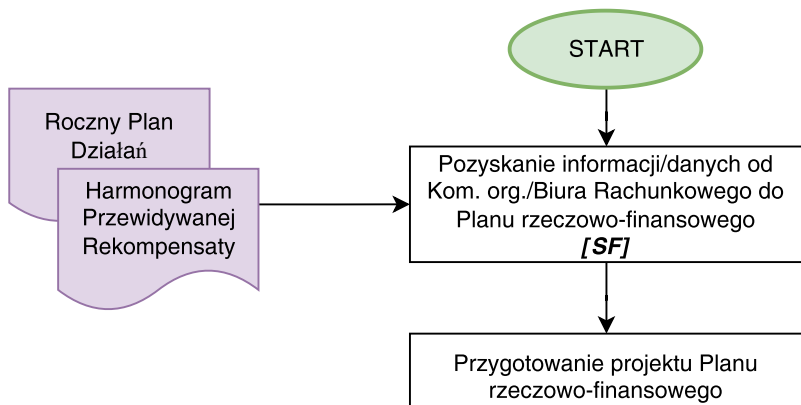 START
Roczny Plan
Działań
Harmonogram
Przewidywanej
Rekompensaty
Pozyskanie informacji/danych od
Kom. org./Biura Rachunkowego do
Planu rzeczowo-finansowego
[SF]
Przygotowanie projektu Planu
rzeczowo-finansowego